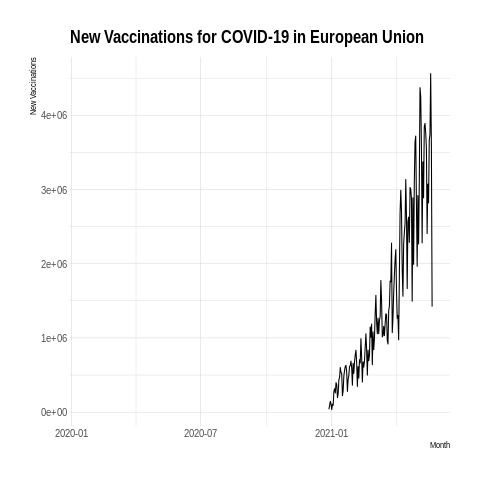 New Vaccinations for COVID-19 in European Union
New Vaccinations
4e+06
3e+06
2e+06
1e+06
0e+00
2020-01 2020-07 2021-01
Month